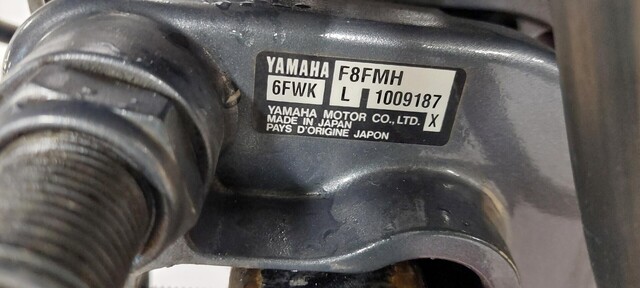 YAMAHA F8FMH
6FWK L 1009187
YAMAHA MOTOR CO., LTD. X
MADE IN JAPAN
PAYS D'ORIGINE JAPON